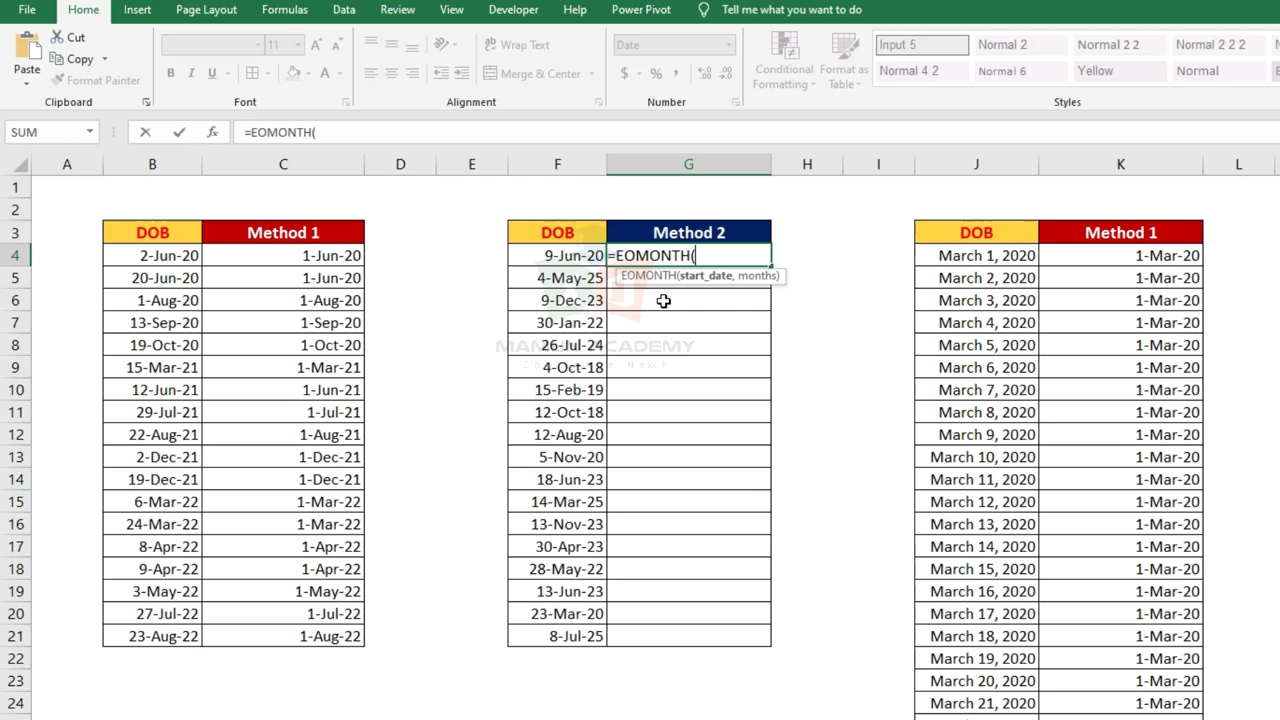 File Home Insert Page Layout Formulas Data Review View Developer Help Power Pivot Tell me what you want to do
Paste
Cut
Copy
Format Painter
Clipboard
11 A A
B I U A
Font
Wrap Text
Merge & Center
Alignment
Date
$ % ,
Number
Conditional Formatting
Format as Table
Input 5 Normal 2 Normal 2 2 Normal 2 2 2
Normal 4 2 Normal 6 Yellow Normal
Styles
SUM fx =EOMONTH(
A B C D E F G H I J K L
1
2
3 DOB Method 1 DOB Method 2 DOB Method 1
4 2-Jun-20 1-Jun-20 9-Jun-20 =EOMONTH( March 1, 2020 1-Mar-20
EOMONTH(start_date, months)
5 20-Jun-20 1-Jun-20 4-May-25 March 2, 2020 1-Mar-20
6 1-Aug-20 1-Aug-20 9-Dec-23 March 3, 2020 1-Mar-20
7 13-Sep-20 1-Sep-20 30-Jan-22 March 4, 2020 1-Mar-20
8 19-Oct-20 1-Oct-20 26-Jul-24 March 5, 2020 1-Mar-20
9 15-Mar-21 1-Mar-21 4-Oct-18 March 6, 2020 1-Mar-20
10 12-Jun-21 1-Jun-21 15-Feb-19 March 7, 2020 1-Mar-20
11 29-Jul-21 1-Jul-21 12-Oct-18 March 8, 2020 1-Mar-20
12 22-Aug-21 1-Aug-21 12-Aug-20 March 9, 2020 1-Mar-20
13 2-Dec-21 1-Dec-21 5-Nov-20 March 10, 2020 1-Mar-20
14 19-Dec-21 1-Dec-21 18-Jun-23 March 11, 2020 1-Mar-20
15 6-Mar-22 1-Mar-22 14-Mar-25 March 12, 2020 1-Mar-20
16 24-Mar-22 1-Mar-22 13-Nov-23 March 13, 2020 1-Mar-20
17 8-Apr-22 1-Apr-22 30-Apr-23 March 14, 2020 1-Mar-20
18 9-Apr-22 1-Apr-22 28-May-22 March 15, 2020 1-Mar-20
19 3-May-22 1-May-22 13-Jun-23 March 16, 2020 1-Mar-20
20 27-Jul-22 1-Jul-22 23-Mar-20 March 17, 2020 1-Mar-20
21 23-Aug-22 1-Aug-22 8-Jul-25 March 18, 2020 1-Mar-20
22 March 19, 2020 1-Mar-20
23 March 20, 2020 1-Mar-20
24 March 21, 2020 1-Mar-20
ACADEMY
Next